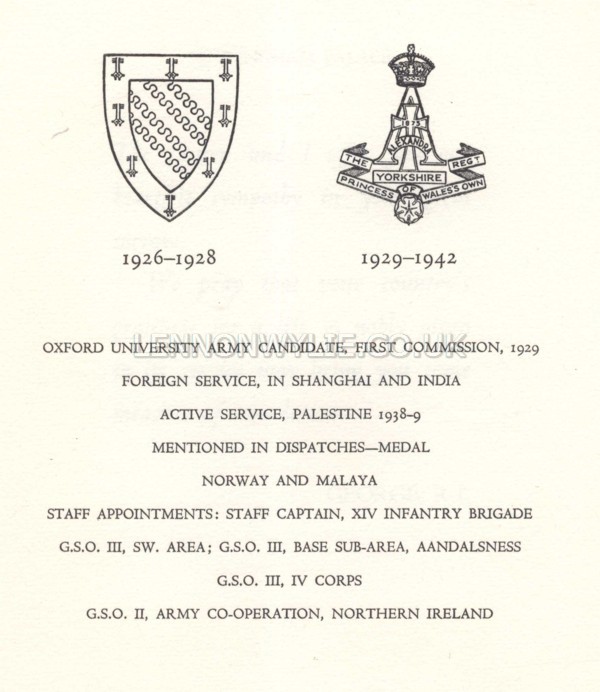 1875
ALEXANDRA
THE YORKSHIRE REGT
PRINCESS OF WALES'S OWN
1926–1928
1929–1942
LENNONWYLIE.CO.UK
OXFORD UNIVERSITY ARMY CANDIDATE, FIRST COMMISSION, 1929
FOREIGN SERVICE, IN SHANGHAI AND INDIA
ACTIVE SERVICE, PALESTINE 1938–9
MENTIONED IN DISPATCHES—MEDAL
NORWAY AND MALAYA
STAFF APPOINTMENTS: STAFF CAPTAIN, XIV INFANTRY BRIGADE
G.S.O. III, SW. AREA; G.S.O. III, BASE SUB-AREA, AANDALSNESS
G.S.O. III, IV CORPS
G.S.O. II, ARMY CO-OPERATION, NORTHERN IRELAND